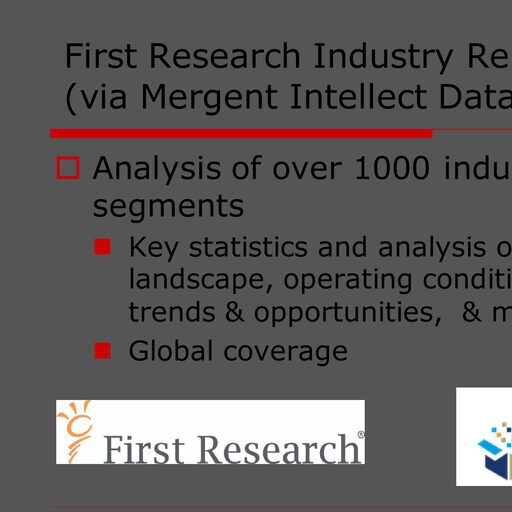 First Research Industry Re
(via Mergent Intellect Data
Analysis of over 1000 indu
segments
Key statistics and analysis o
landscape, operating conditi
trends & opportunities, & m
Global coverage
First Research®